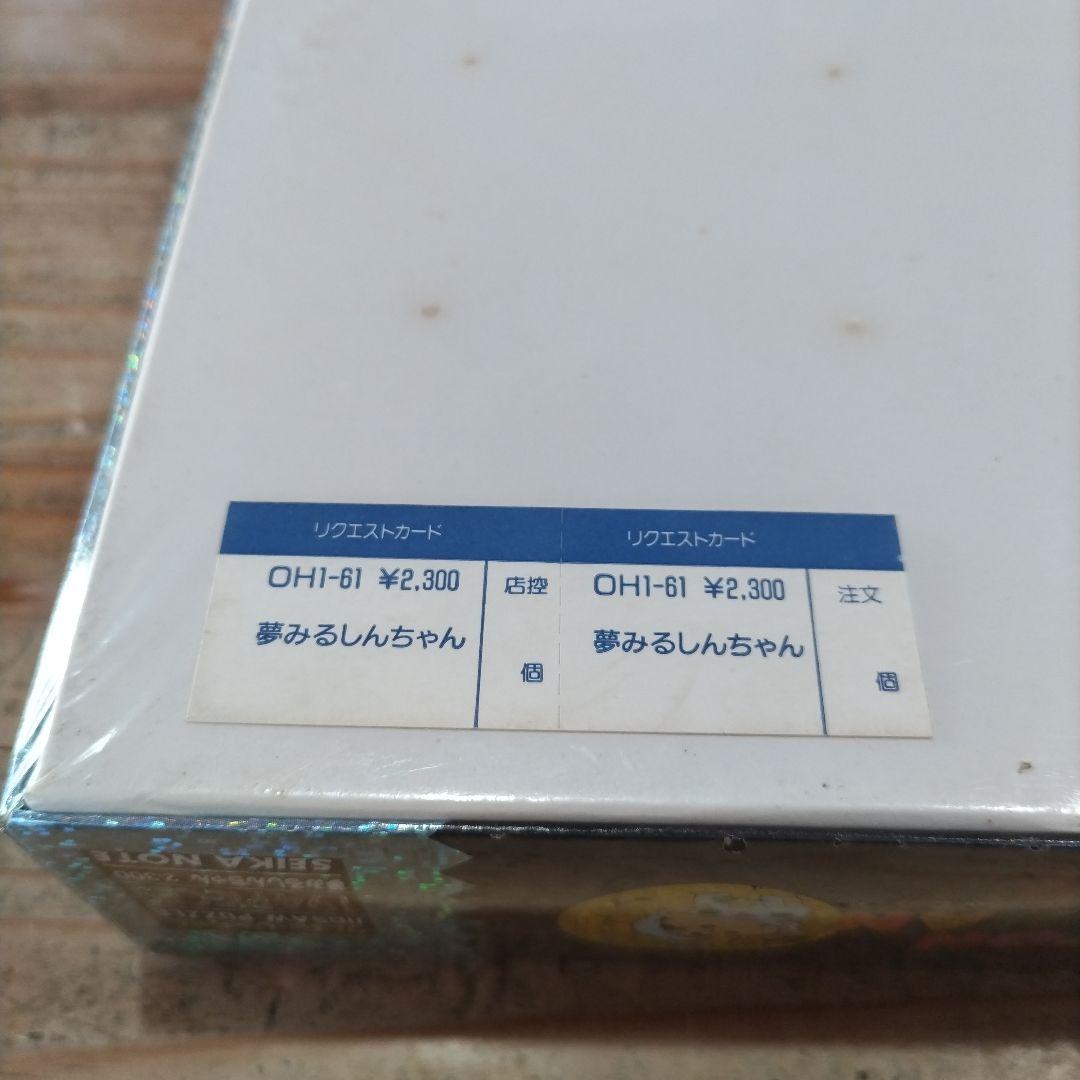 リクエストカード
OH1-61 ¥2,300
夢みるしんちゃん
店控
個
リクエストカード
OH1-61 ¥2,300
夢みるしんちゃん
注文
個
SEIKA NOTE
JIGSAW PUZZLE